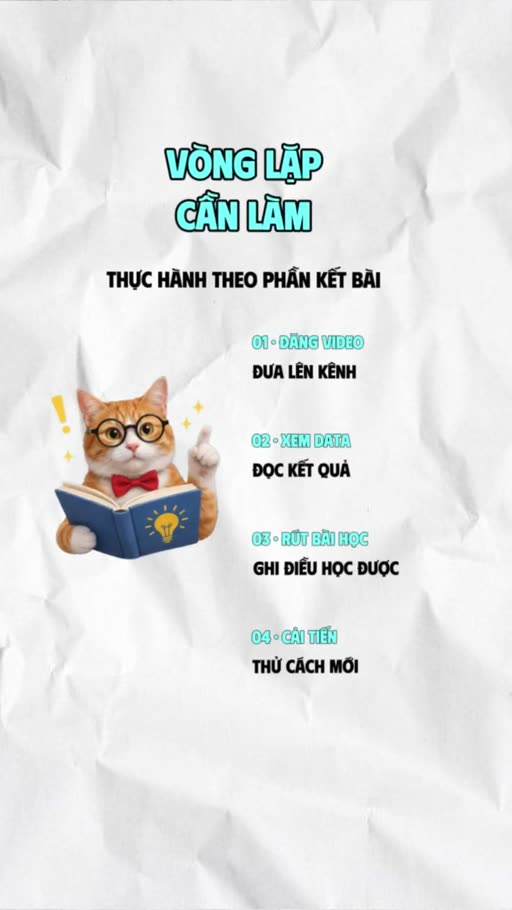 VÒNG LẶP
CẦN LÀM
THỰC HÀNH THEO PHẦN KẾT BÀI
01 · ĐĂNG VIDEO
ĐƯA LÊN KÊNH
02 · XEM DATA
ĐỌC KẾT QUẢ
03 · RÚT BÀI HỌC
GHI ĐIỀU HỌC ĐƯỢC
04 · CẢI TIẾN
THỬ CÁCH MỚI